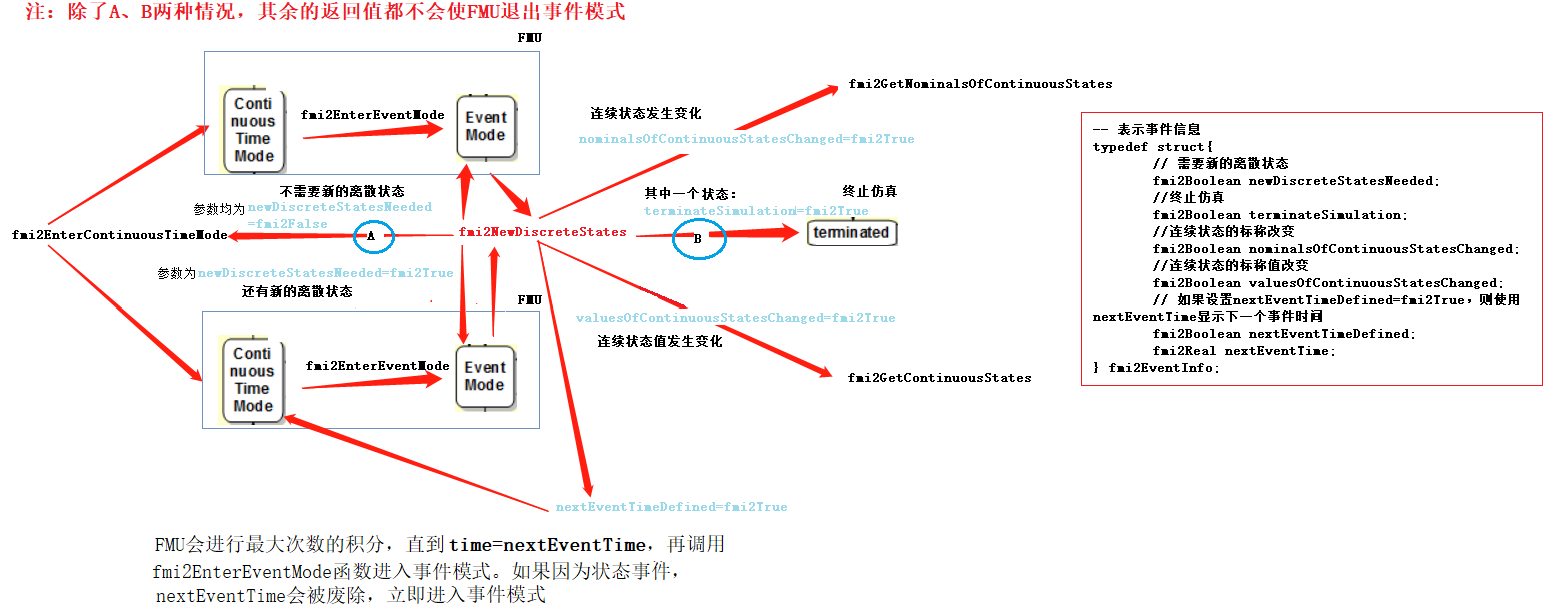 注：除了A、B两种情况，其余的返回值都不会使FMU退出事件模式
FMU
Conti
nuous
Time
Mode
fmi2EnterEventMode
Event
Mode
fmi2GetNominalsOfContinuousStates
连续状态发生变化
nominalsOfContinuousStatesChanged=fmi2True
不需要新的离散状态
参数均为newDiscreteStatesNeeded
=fmi2False
fmi2EnterContinuousTimeMode
A
fmi2NewDiscreteStates
其中一个状态：
terminateSimulation=fmi2True
B
终止仿真
terminated
参数为newDiscreteStatesNeeded=fmi2True
还有新的离散状态
FMU
Conti
nuous
Time
Mode
fmi2EnterEventMode
Event
Mode
valuesOfContinuousStatesChanged=fmi2True
连续状态值发生变化
fmi2GetContinuousStates
nextEventTimeDefined=fmi2True
FMU会进行最大次数的积分，直到time=nextEventTime，再调用
fmi2EnterEventMode函数进入事件模式。如果因为状态事件，
nextEventTime会被废除，立即进入事件模式
-- 表示事件信息
typedef struct{
// 需要新的离散状态
fmi2Boolean newDiscreteStatesNeeded;
//终止仿真
fmi2Boolean terminateSimulation;
//连续状态的标称改变
fmi2Boolean nominalsOfContinuousStatesChanged;
//连续状态的标称值改变
fmi2Boolean valuesOfContinuousStatesChanged;
// 如果设置nextEventTimeDefined=fmi2True，则使用
nextEventTime显示下一个事件时间
fmi2Boolean nextEventTimeDefined;
fmi2Real nextEventTime;
} fmi2EventInfo;